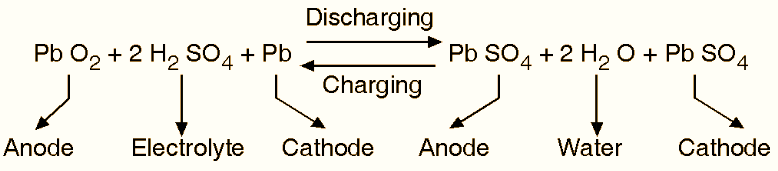 Discharging
Pb O₂ + 2 H₂ SO₄ + Pb Pb SO₄ + 2 H₂ O + Pb SO₄
Charging
Anode Electrolyte Cathode Anode Water Cathode